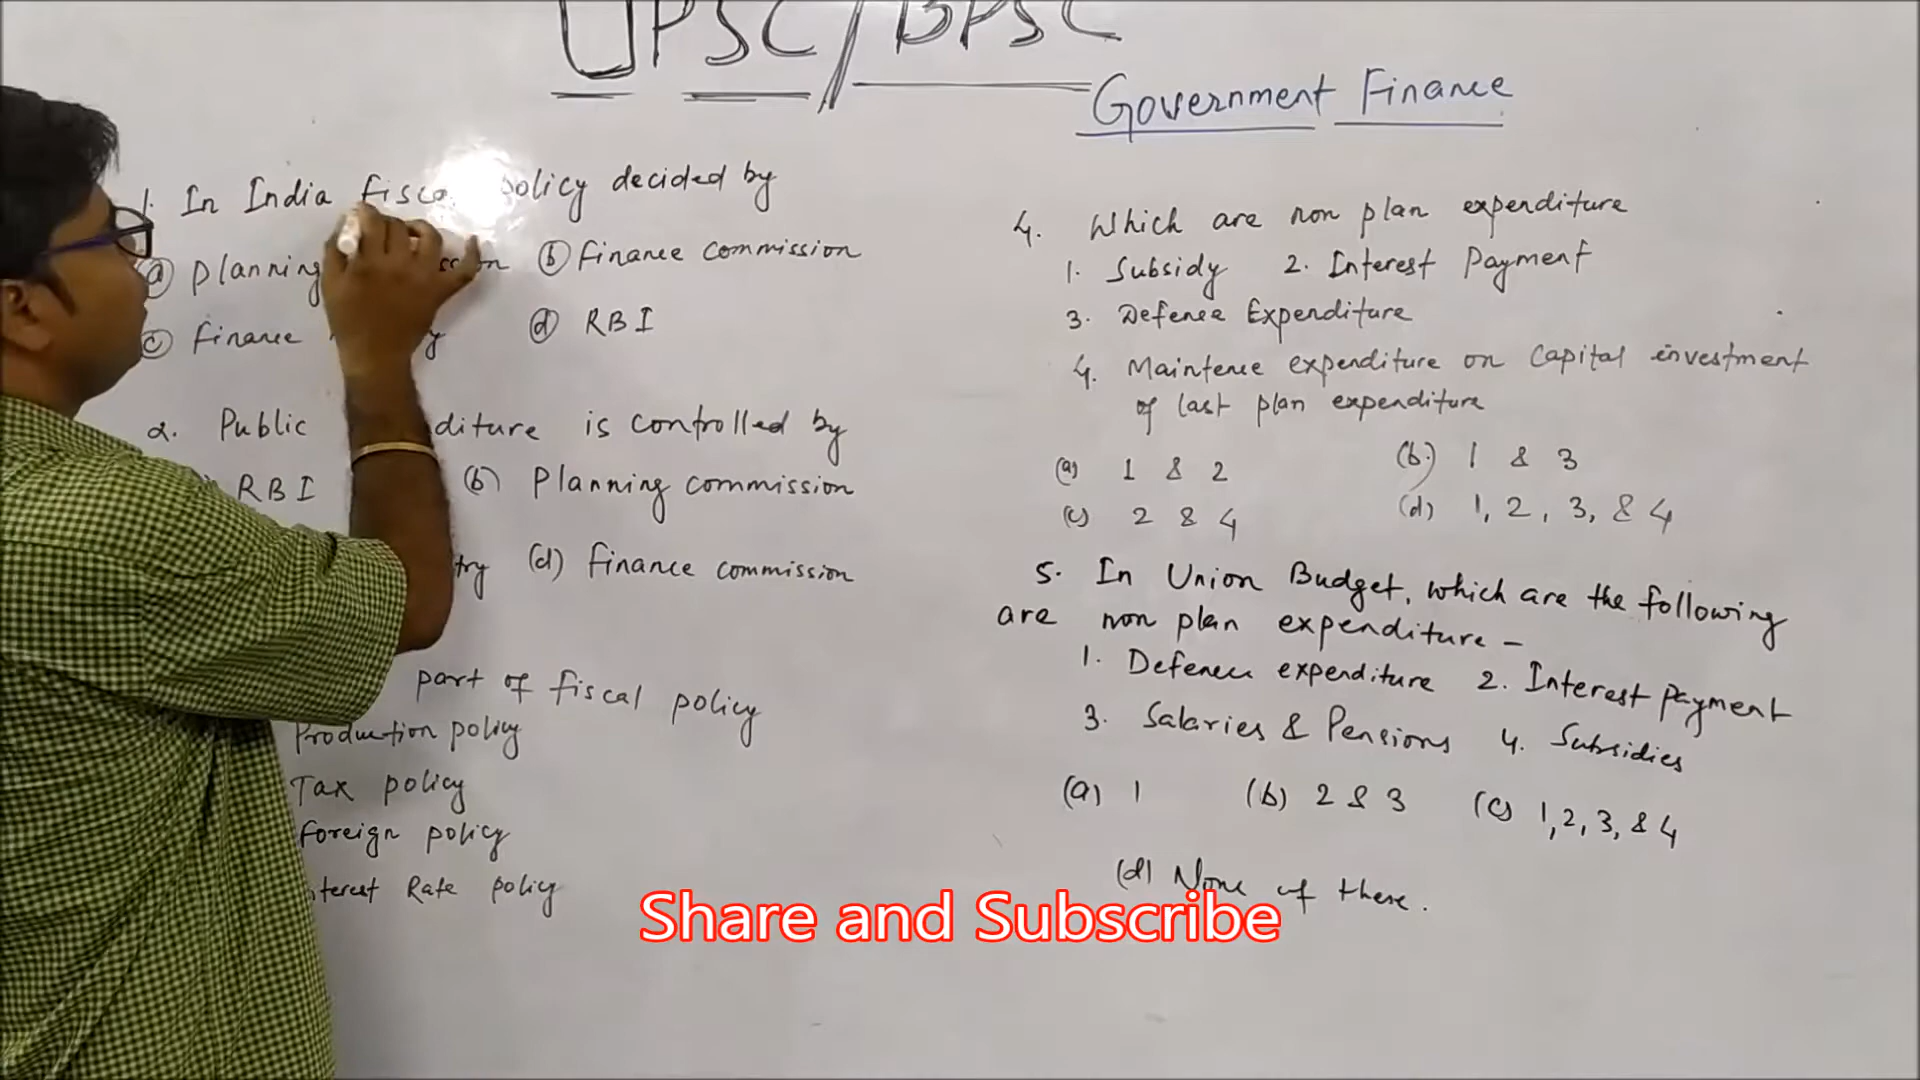 UPSC/BPSC
Government Finance
1. In India policy decided by
(a) Planning (b) finance commission
(c) finance (d) RBI
2. Public is controlled by
RBI (b) Planning commission
(d) finance commission
part of fiscal policy
Production policy
Tax policy
Foreign policy
Rate policy
4. Which are non plan expenditure
1. Subsidy 2. Interest Payment
3. Defence Expenditure
4. Maintence expenditure on Capital investment
of last plan expenditure
(a) 1 & 2 (b) 1 & 3
(c) 2 & 4 (d) 1, 2, 3, & 4
5. In Union Budget, which are the following
are non plan expenditure -
1. Defence expenditure 2. Interest payment
3. Salaries & Pensions 4. Subsidies
(a) 1 (b) 2 & 3 (c) 1, 2, 3, & 4
(d) None of these.
Share and Subscribe